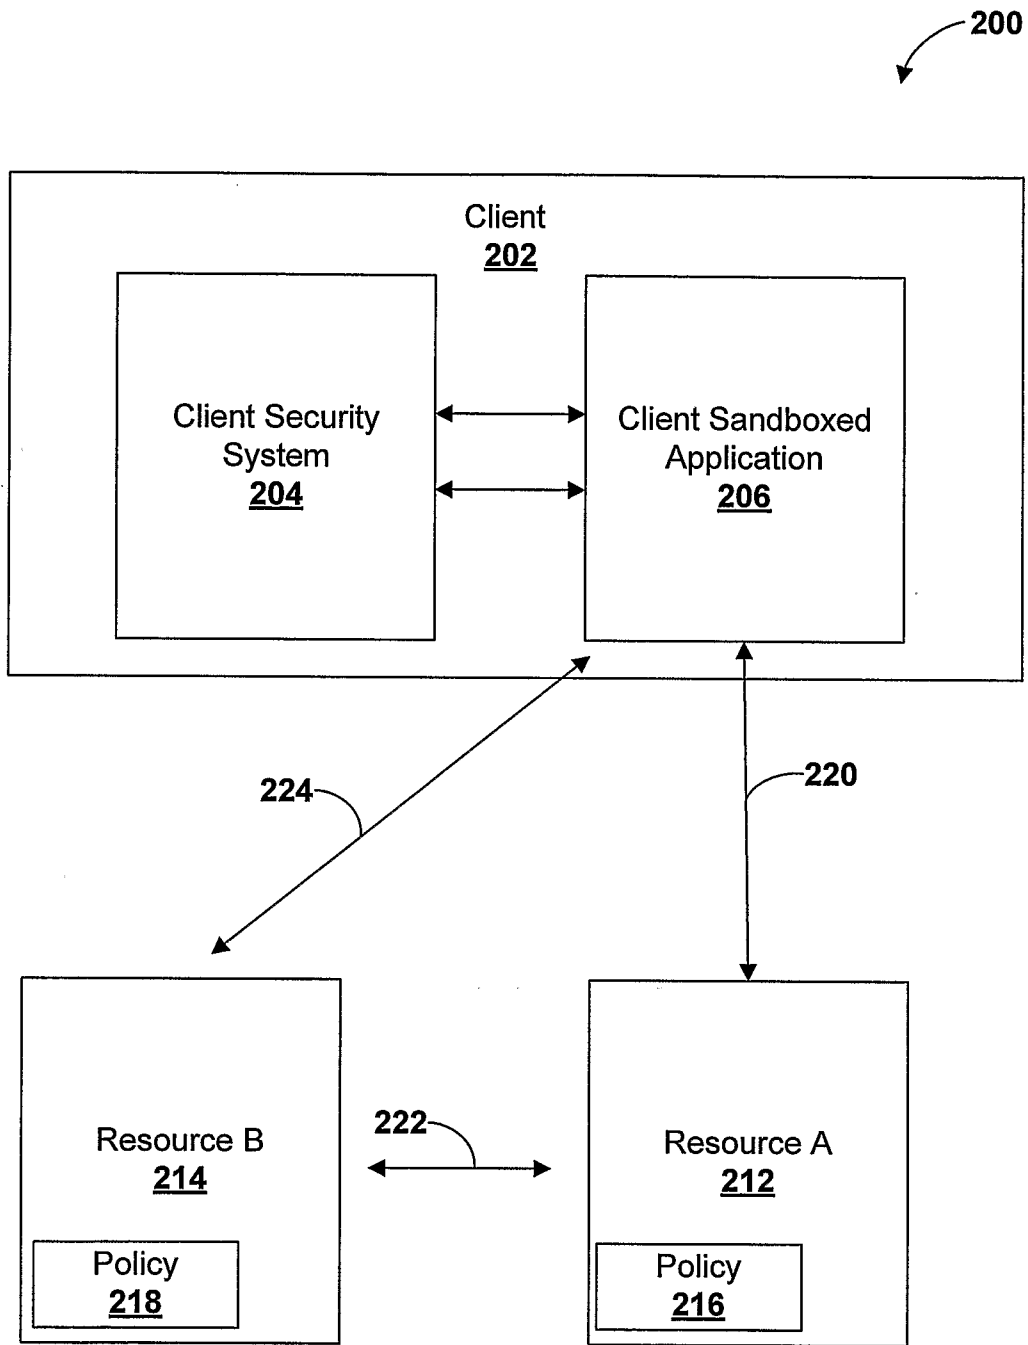 200
Client
202
Client Security
System
204
Client Sandboxed
Application
206
224
220
222
Resource B
214
Policy
218
Resource A
212
Policy
216